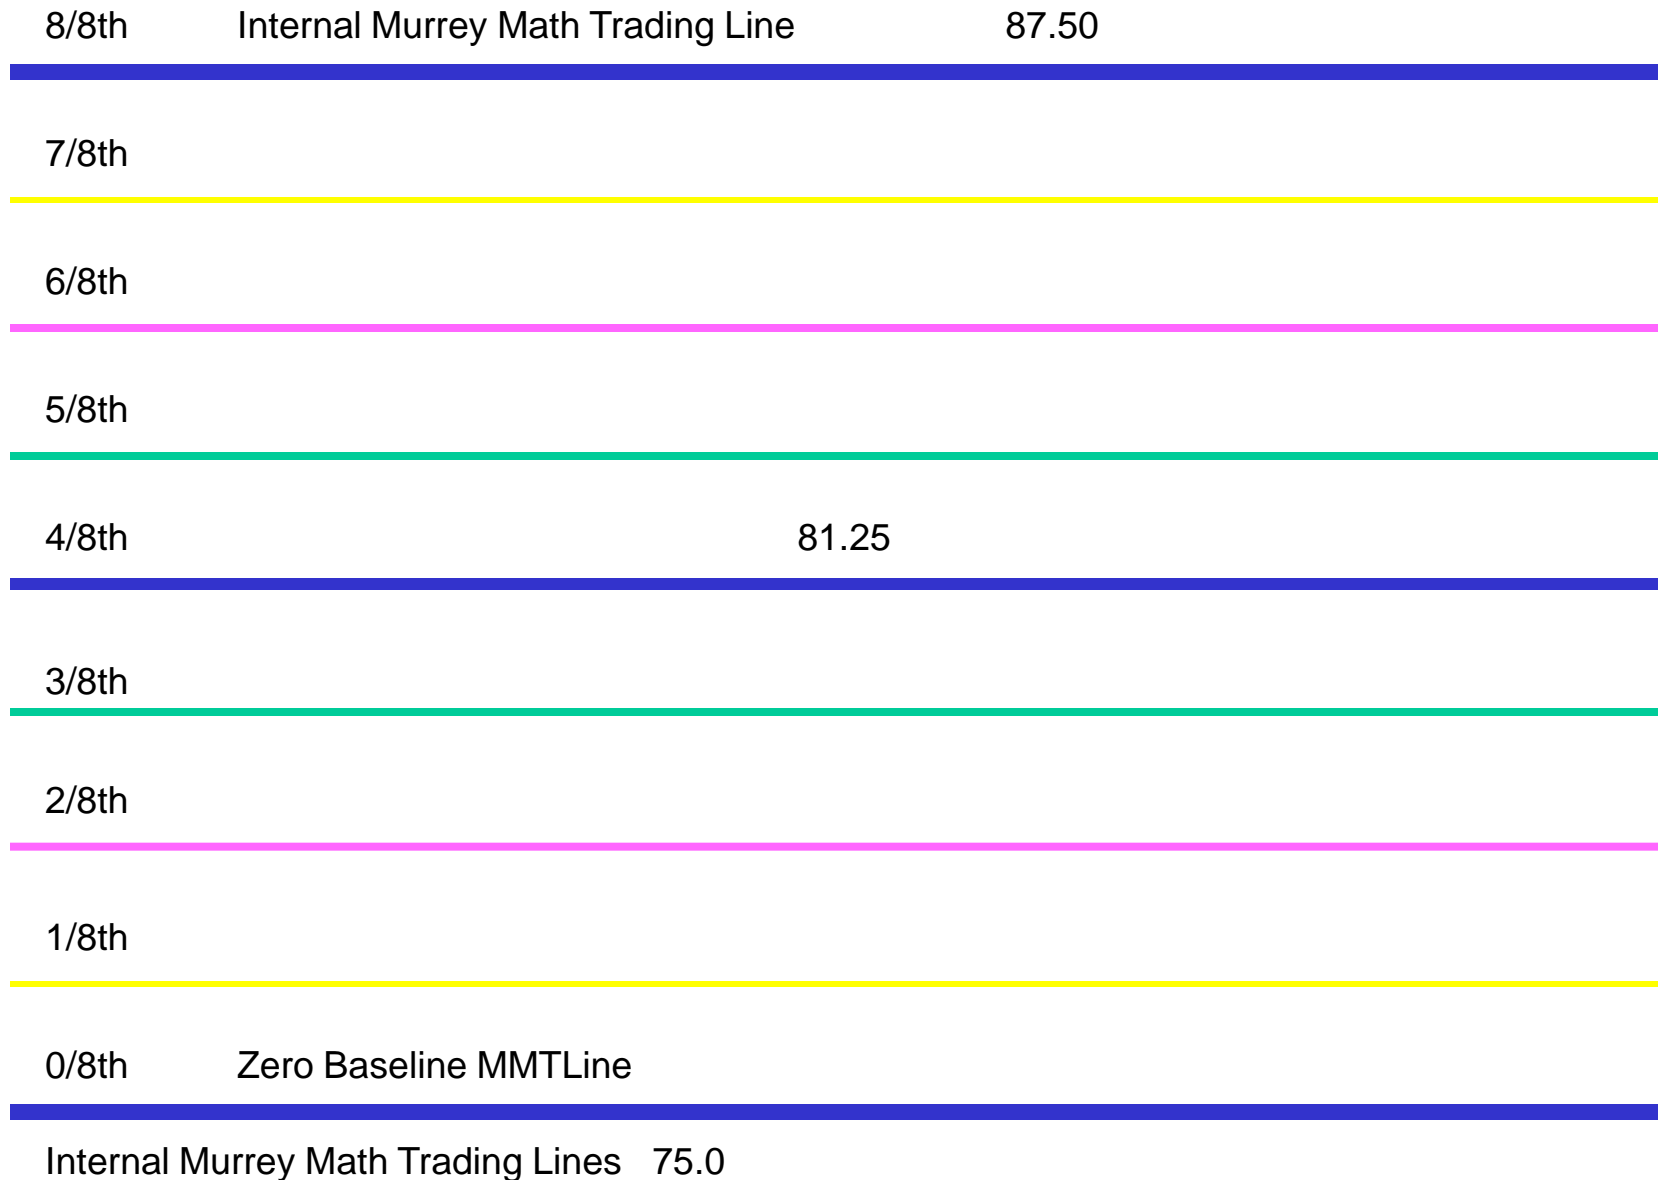 8/8th Internal Murrey Math Trading Line 87.50
7/8th
6/8th
5/8th
4/8th 81.25
3/8th
2/8th
1/8th
0/8th Zero Baseline MMTLine
Internal Murrey Math Trading Lines 75.0